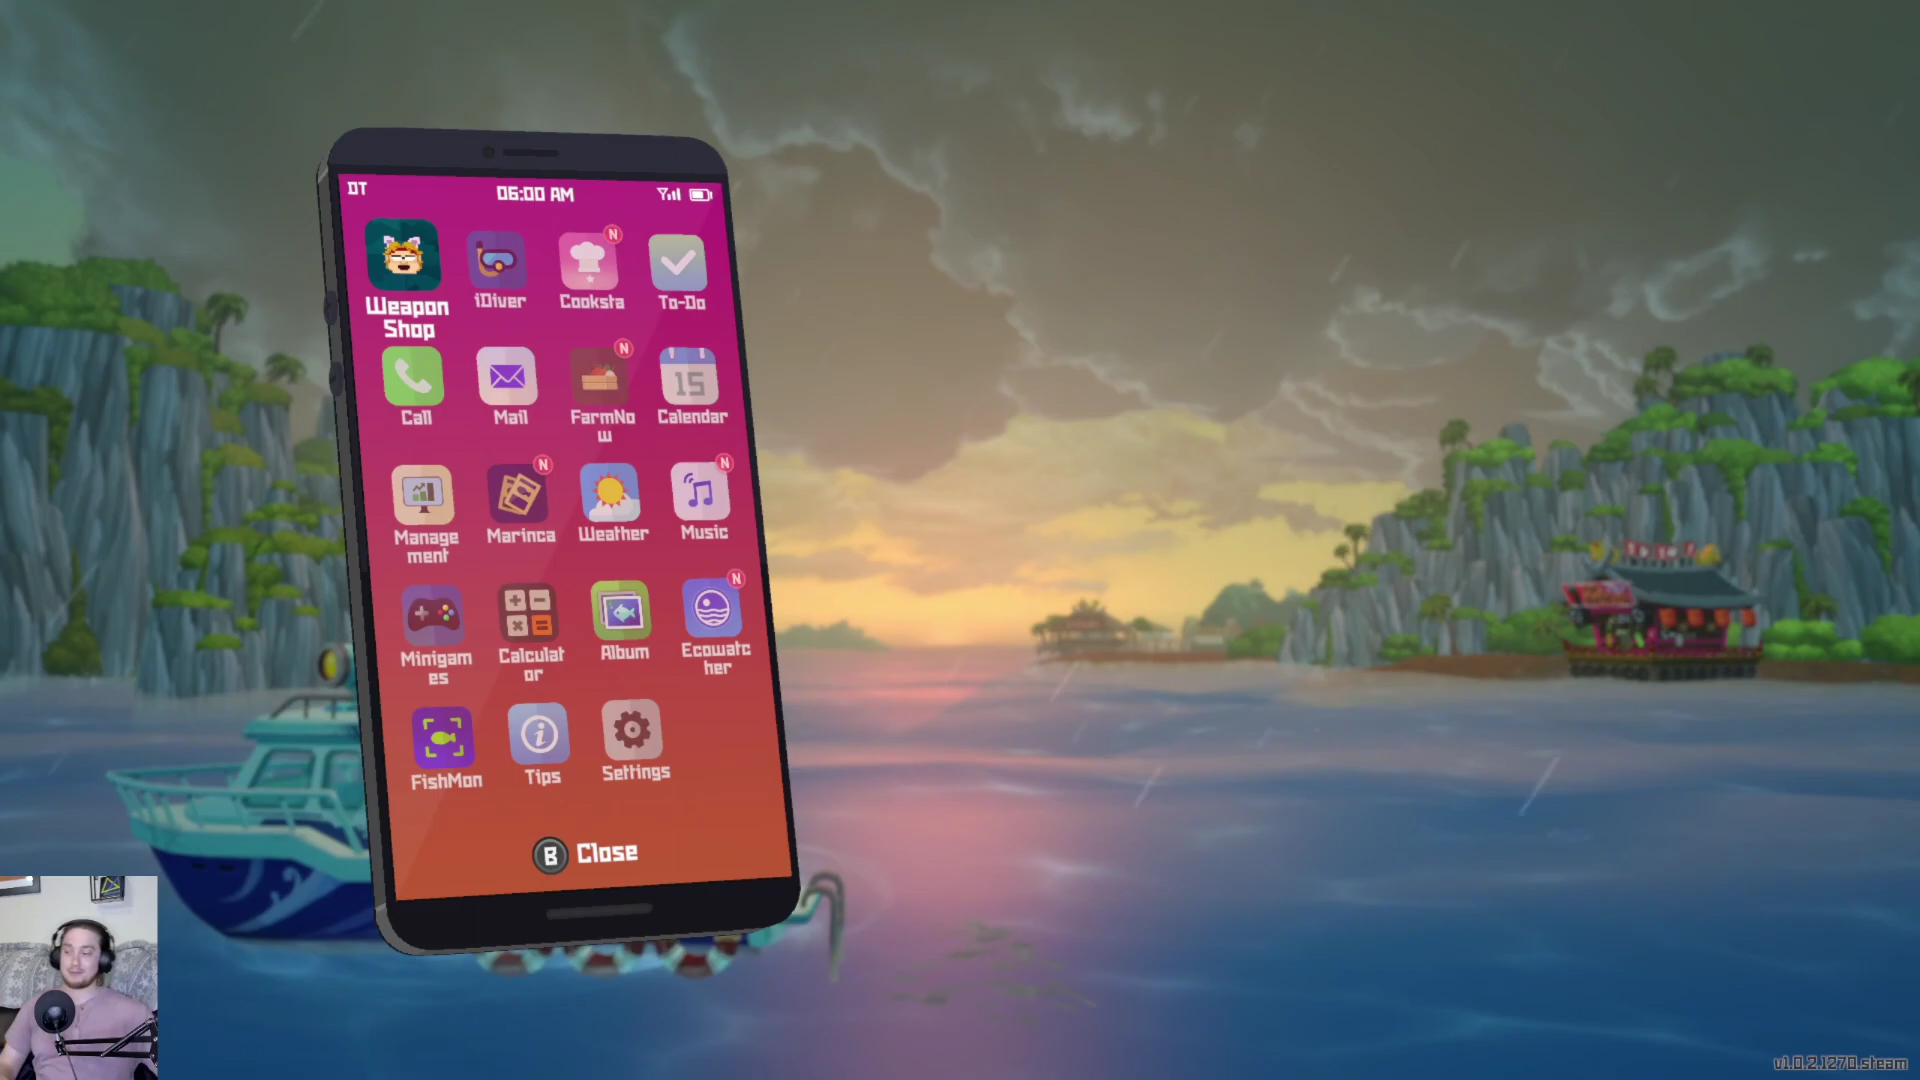 DT
06:00 AM
Weapon
Shop
iDiver
N
Cooksta
To-Do
Call
Mail
N
FarmNo
w
15
Calendar
Manage
ment
N
Marinca
Weather
N
Music
Minigam
es
Calculat
or
Album
N
Ecowatc
her
FishMon
i
Tips
Settings
B Close
v1.0.2.1270.steam